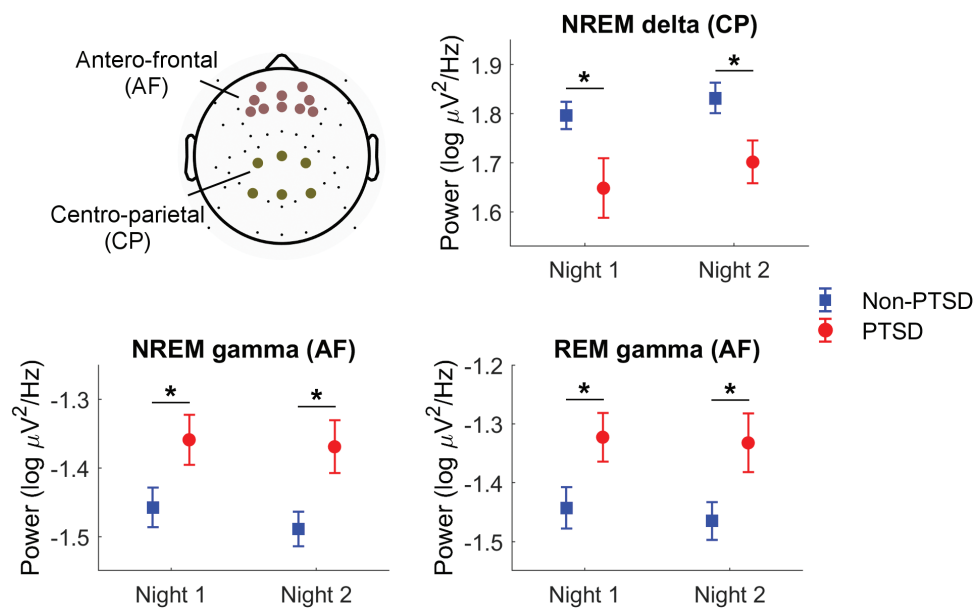 Antero-frontal
(AF)
Centro-parietal
(CP)
NREM delta (CP)
Power (log μV²/Hz)
1.9
1.8
1.7
1.6
*
*
Night 1
Night 2
Non-PTSD
PTSD
NREM gamma (AF)
Power (log μV²/Hz)
-1.3
-1.4
-1.5
*
*
Night 1
Night 2
REM gamma (AF)
Power (log μV²/Hz)
-1.2
-1.3
-1.4
-1.5
*
*
Night 1
Night 2